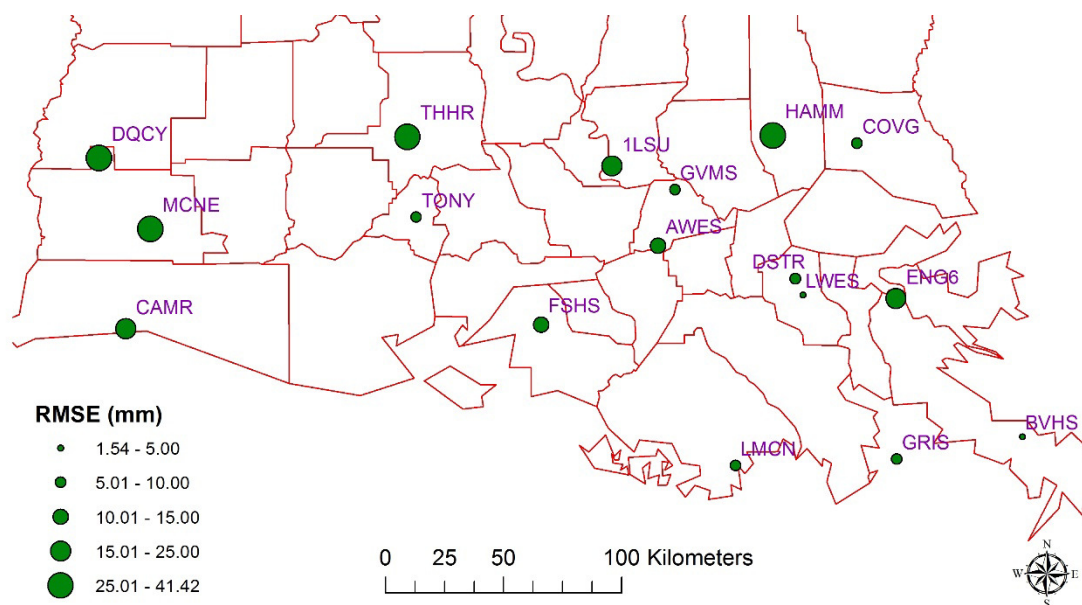 HAMM
THHR
COVG
DQCY
1LSU
GVMS
MCNE
TONY
AWES
DSTR
LWES
ENG6
CAMR
FSHS
RMSE (mm)
1.54 - 5.00
5.01 - 10.00
10.01 - 15.00
15.01 - 25.00
25.01 - 41.42
BVHS
GRIS
LMCN
0 25 50 100 Kilometers
N
W E
S